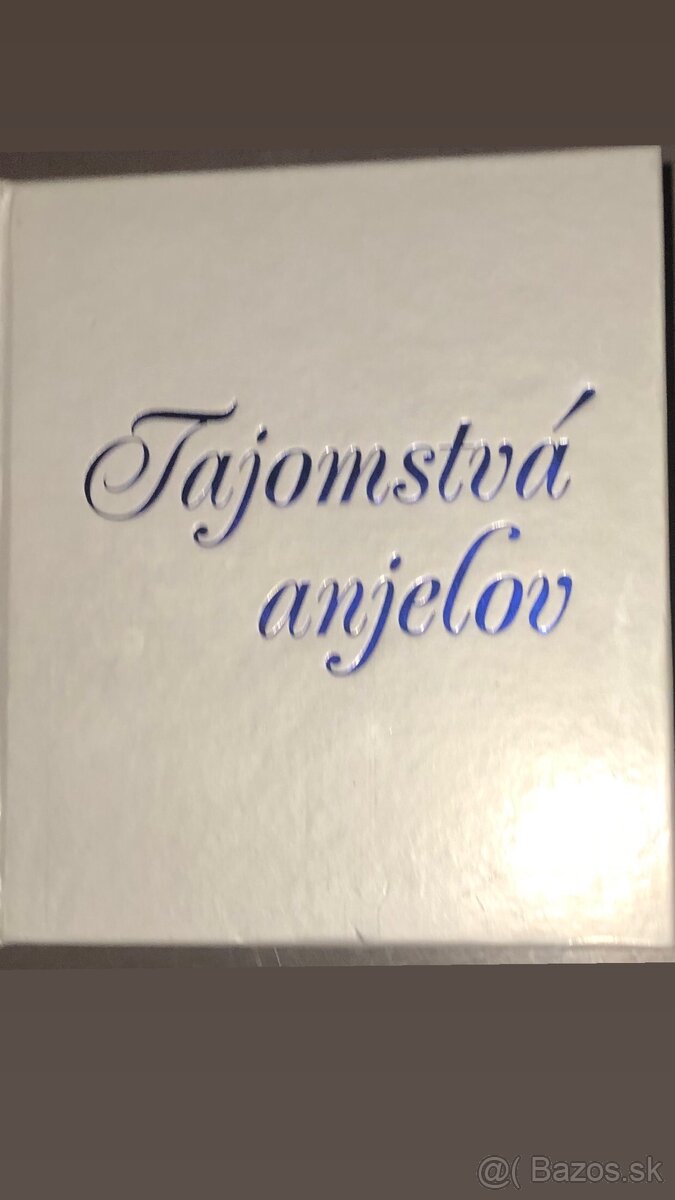 Tajomstvá
anjelov
@( Bazos.sk